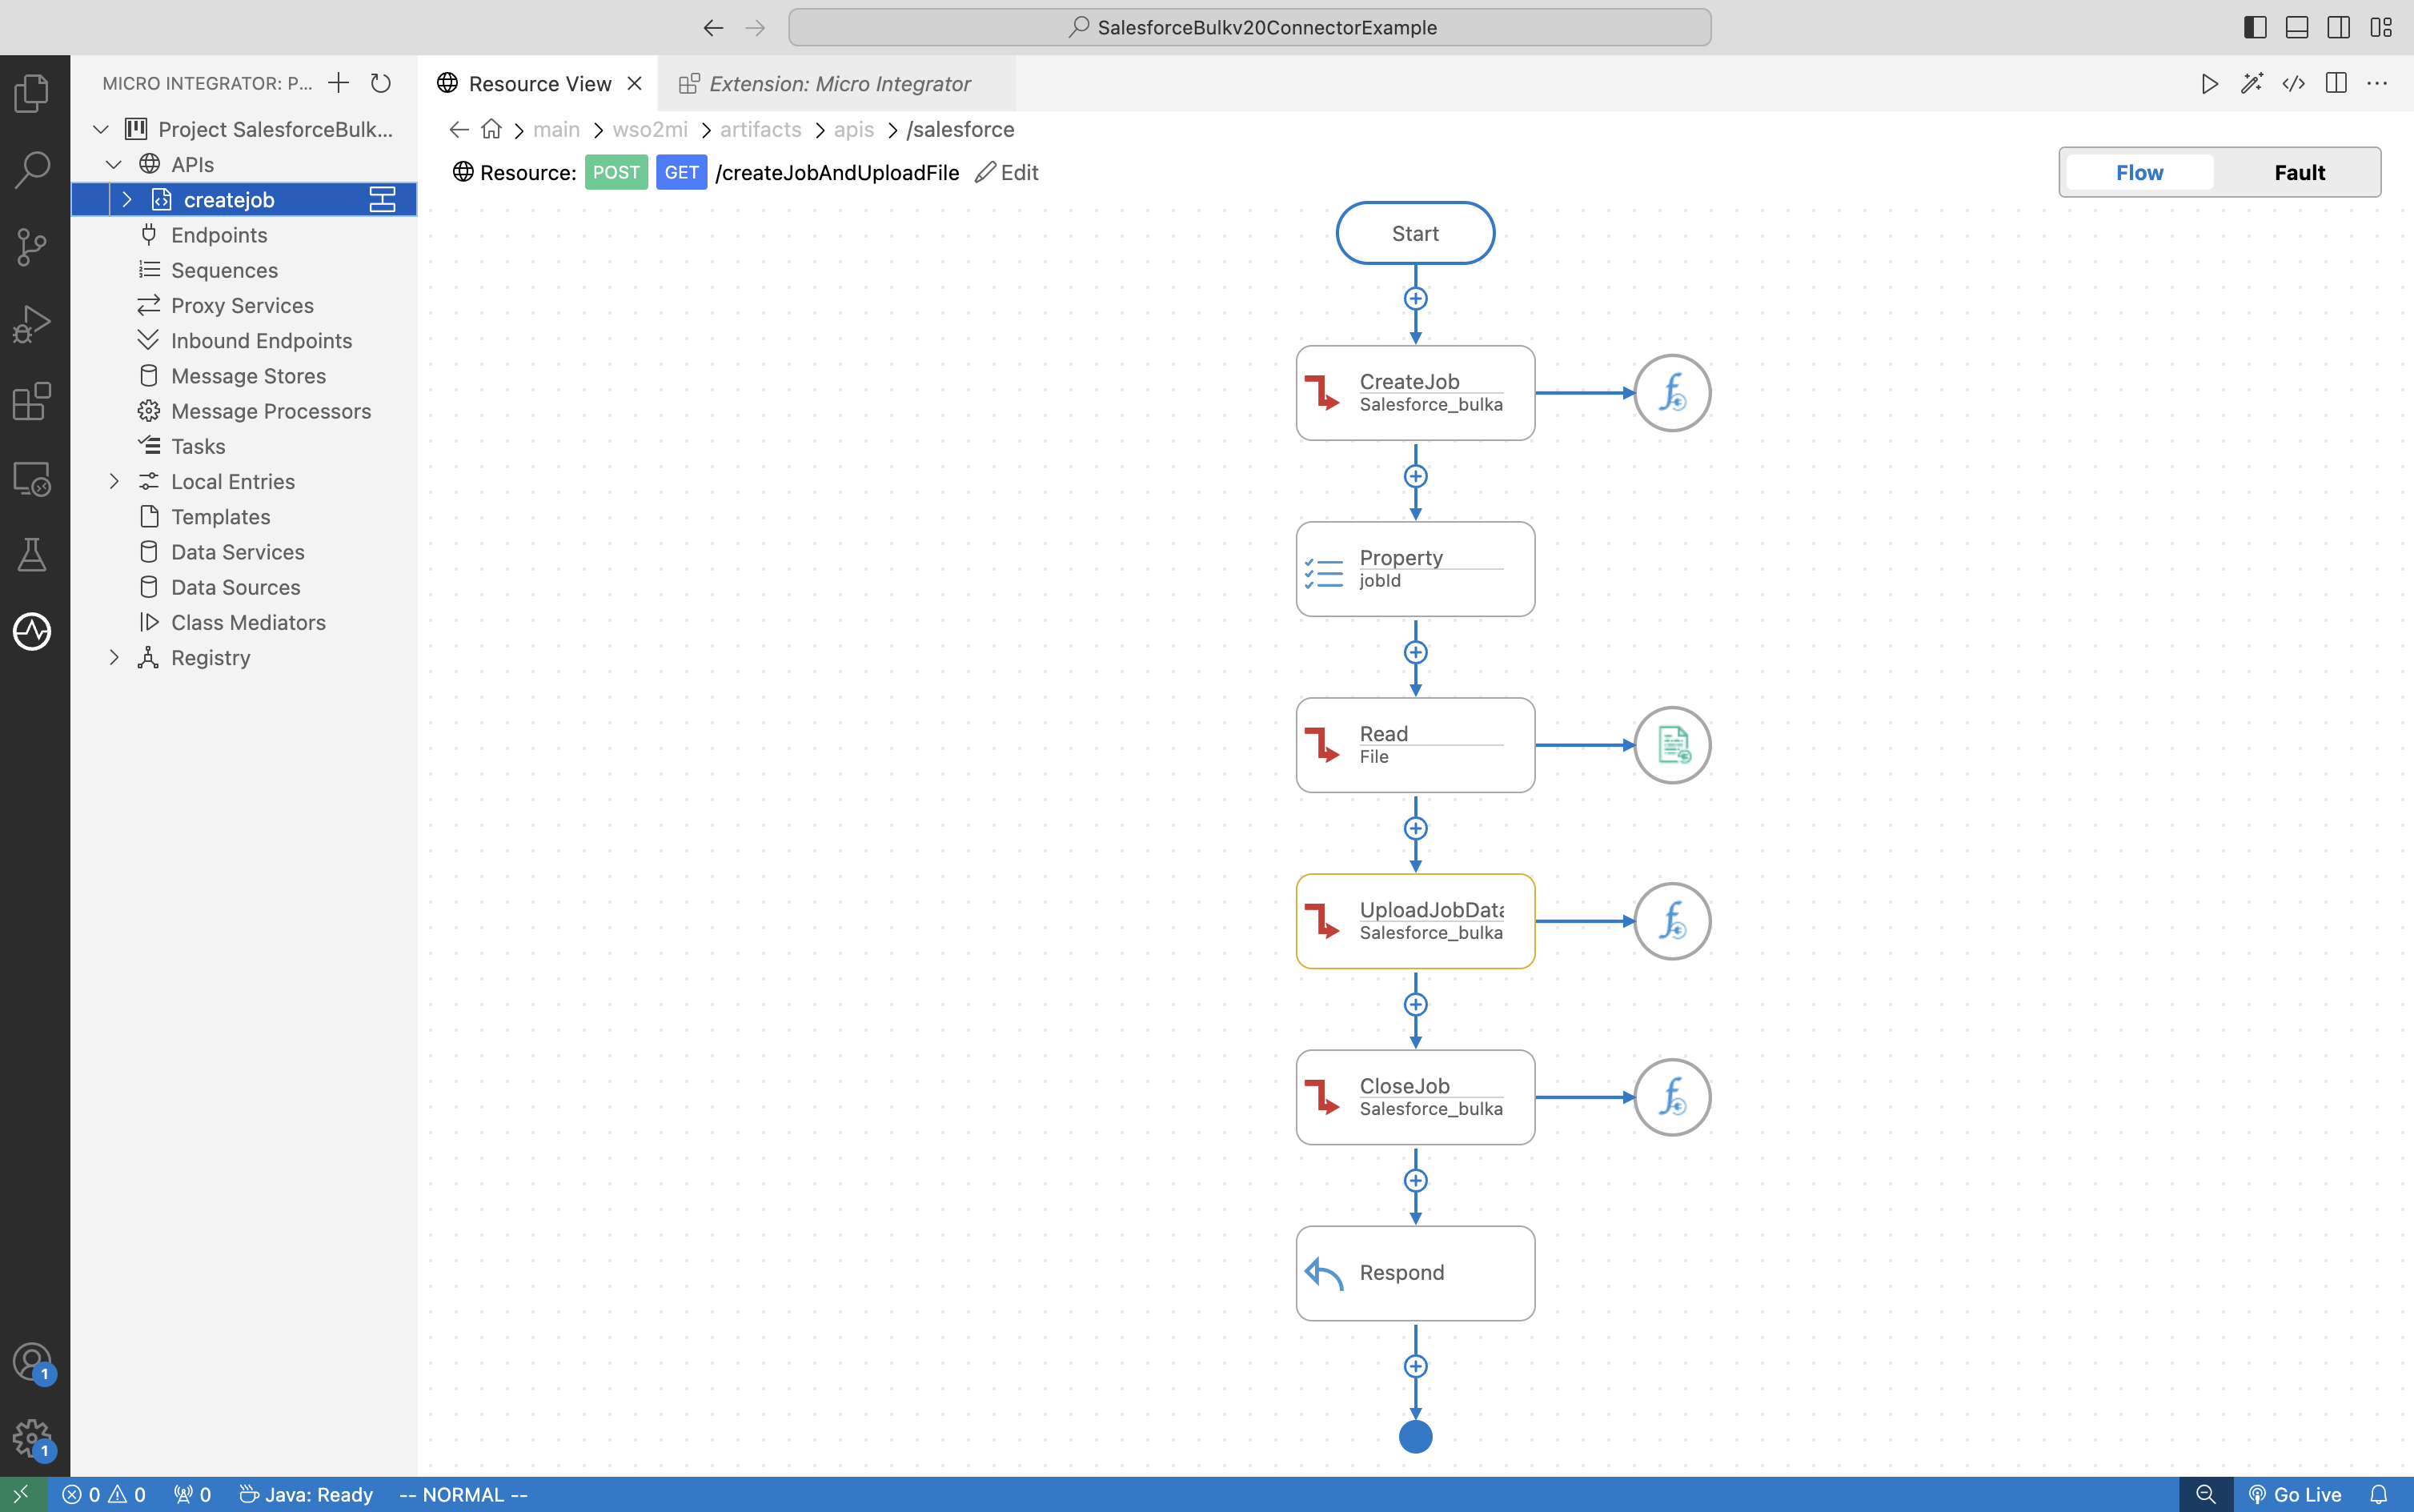 SalesforceBulkv20ConnectorExample
MICRO INTEGRATOR: P...
Project SalesforceBulk...
APIs
createjob
Endpoints
Sequences
Proxy Services
Inbound Endpoints
Message Stores
Message Processors
Tasks
Local Entries
Templates
Data Services
Data Sources
Class Mediators
Registry
1
1
Resource View
Extension: Micro Integrator
main > wso2mi > artifacts > apis > /salesforce
Resource: POST GET /createJobAndUploadFile Edit
Flow Fault
Start
CreateJob
Salesforce_bulka
Property
jobId
Read
File
UploadJobData
Salesforce_bulka
CloseJob
Salesforce_bulka
Respond
0 0 0 Java: Ready -- NORMAL -- Go Live